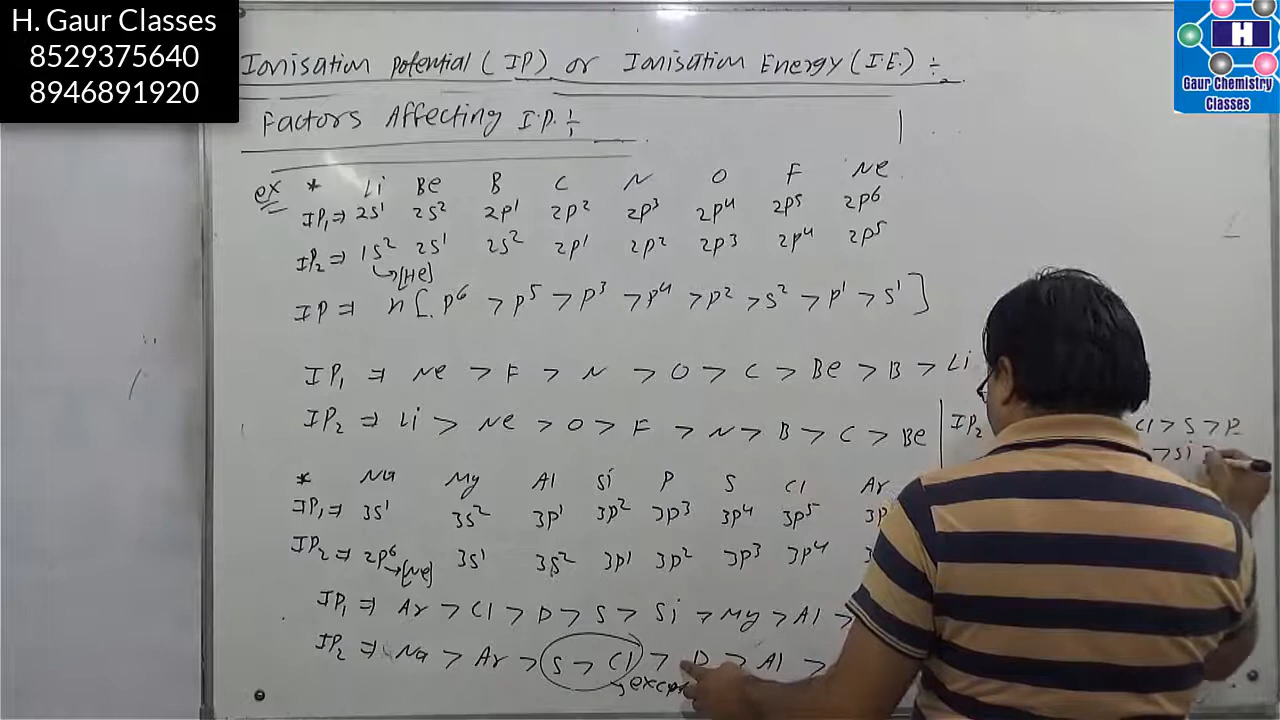 H. Gaur Classes
8529375640
8946891920
H
Gaur Chemistry
Classes
Ionisation Potential (IP) or Ionisation Energy (I.E.) ÷
Factors Affecting I.P. ÷
ex * Li Be B C N O F Ne
IP₁ ⇒ 2s¹ 2s² 2p¹ 2p² 2p³ 2p⁴ 2p⁵ 2p⁶
IP₂ ⇒ 1s² 2s¹ 2s² 2p¹ 2p² 2p³ 2p⁴ 2p⁵
↳[He]
IP ⇒ n [ p⁶ > p⁵ > p³ > p⁴ > p² > s² > p¹ > s¹ ]
IP₁ ⇒ Ne > F > N > O > C > Be > B > Li
IP₂ ⇒ Li > Ne > O > F > N > B > C > Be
IP₂ Cl > S > P
> Si >
* Na Mg Al Si P S Cl Ar
IP₁ ⇒ 3s¹ 3s² 3p¹ 3p² 3p³ 3p⁴ 3p⁵ 3p
IP₂ ⇒ 2p⁶ 3s¹ 3s² 3p¹ 3p² 3p³ 3p⁴ 3
→[Ne]
IP₁ ⇒ Ar > Cl > P > S > Si > Mg > Al >
IP₂ ⇒ Na > Ar > S > Cl > P > Al >